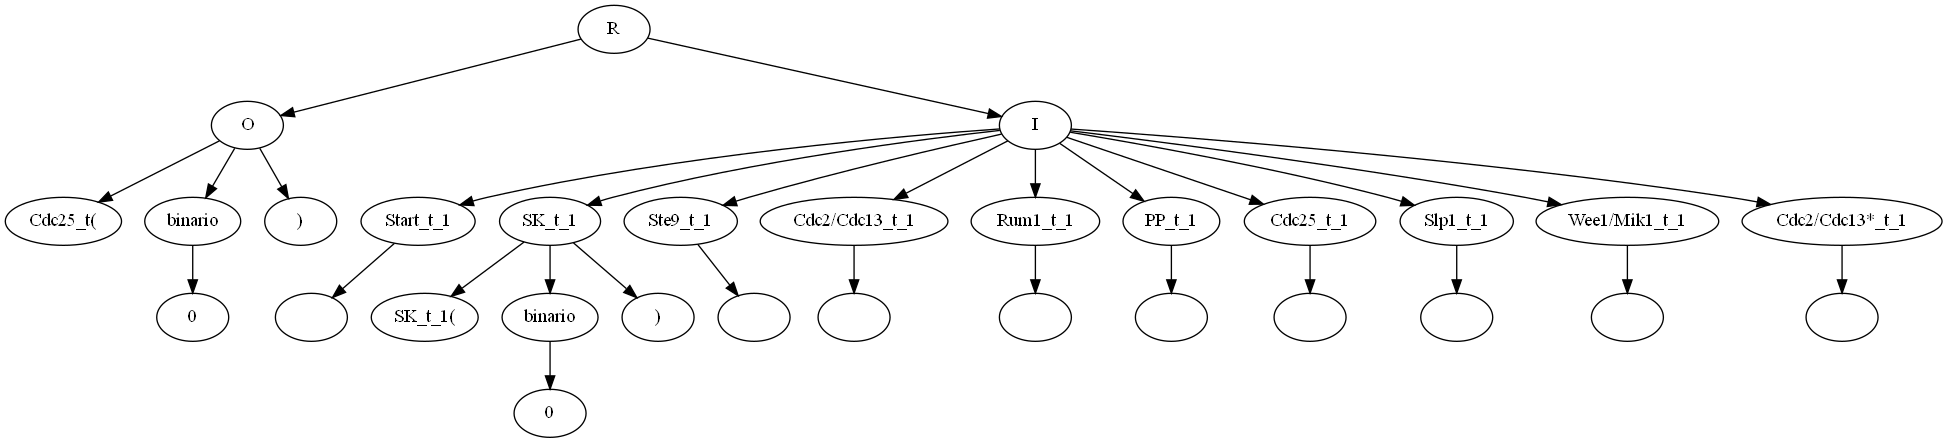 R
O
I
Cdc25_t(
binario
)
Start_t_1
SK_t_1
Ste9_t_1
Cdc2/Cdc13_t_1
Rum1_t_1
PP_t_1
Cdc25_t_1
Slp1_t_1
Wee1/Mik1_t_1
Cdc2/Cdc13*_t_1
0
SK_t_1(
binario
)
0